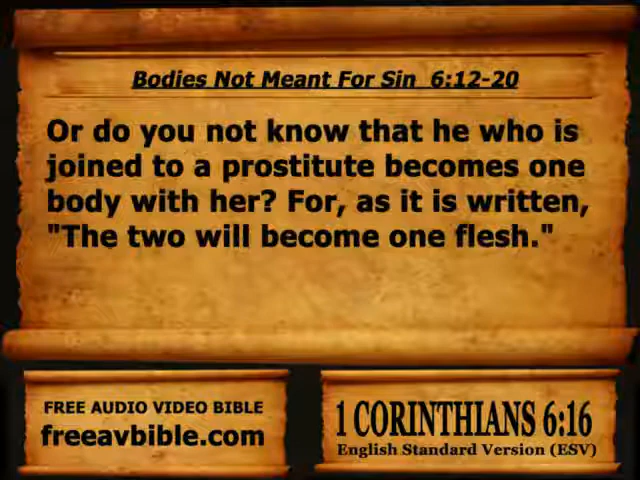 Bodies Not Meant For Sin 6:12-20
Or do you not know that he who is
joined to a prostitute becomes one
body with her? For, as it is written,
"The two will become one flesh."
FREE AUDIO VIDEO BIBLE
freeavbible.com
1 CORINTHIANS 6:16
English Standard Version (ESV)